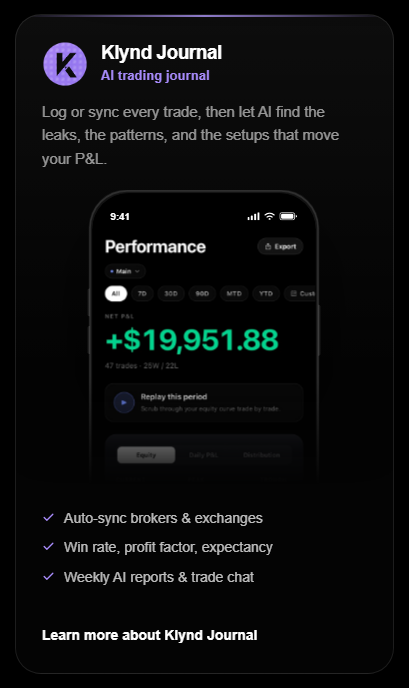 Klynd Journal
AI trading journal
Log or sync every trade, then let AI find the
leaks, the patterns, and the setups that move
your P&L.
9:41
Performance
Export
Main
All 7D 30D 90D MTD YTD Cust
NET P&L
+$19,951.88
47 trades · 25W / 22L
Replay this period
Scrub through your equity curve trade by trade
Equity Daily P&L Distribution
Auto-sync brokers & exchanges
Win rate, profit factor, expectancy
Weekly AI reports & trade chat
Learn more about Klynd Journal